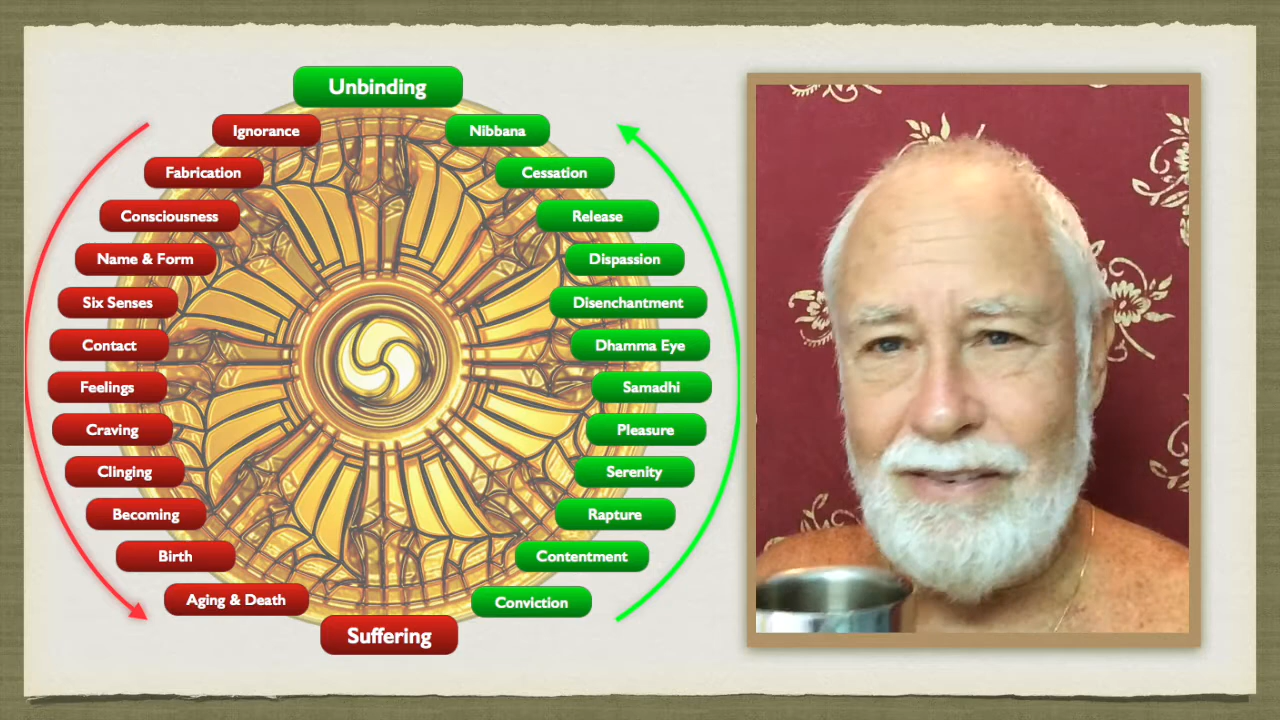 Unbinding
Ignorance
Fabrication
Consciousness
Name & Form
Six Senses
Contact
Feelings
Craving
Clinging
Becoming
Birth
Aging & Death
Suffering
Nibbana
Cessation
Release
Dispassion
Disenchantment
Dhamma Eye
Samadhi
Pleasure
Serenity
Rapture
Contentment
Conviction